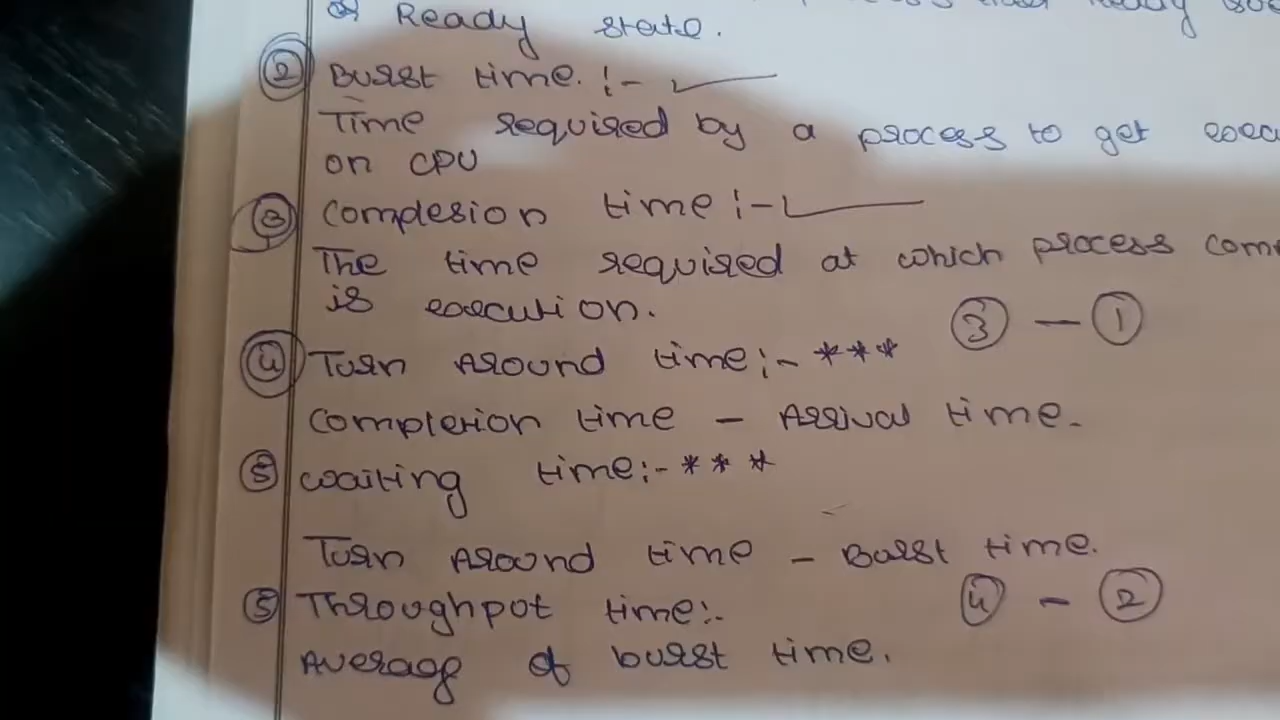 Ready state.
② Burst time :-
Time required by a process to get
on CPU
③ Complesion time :-
The time required at which process
is execution.
③ - ①
④ Turn Around time :- ***
Completion time - Arrival time.
⑤ waiting time :- ***
Turn Around time - Burst time.
④ - ②
⑤ Throughpot time :-
Average of burst time.